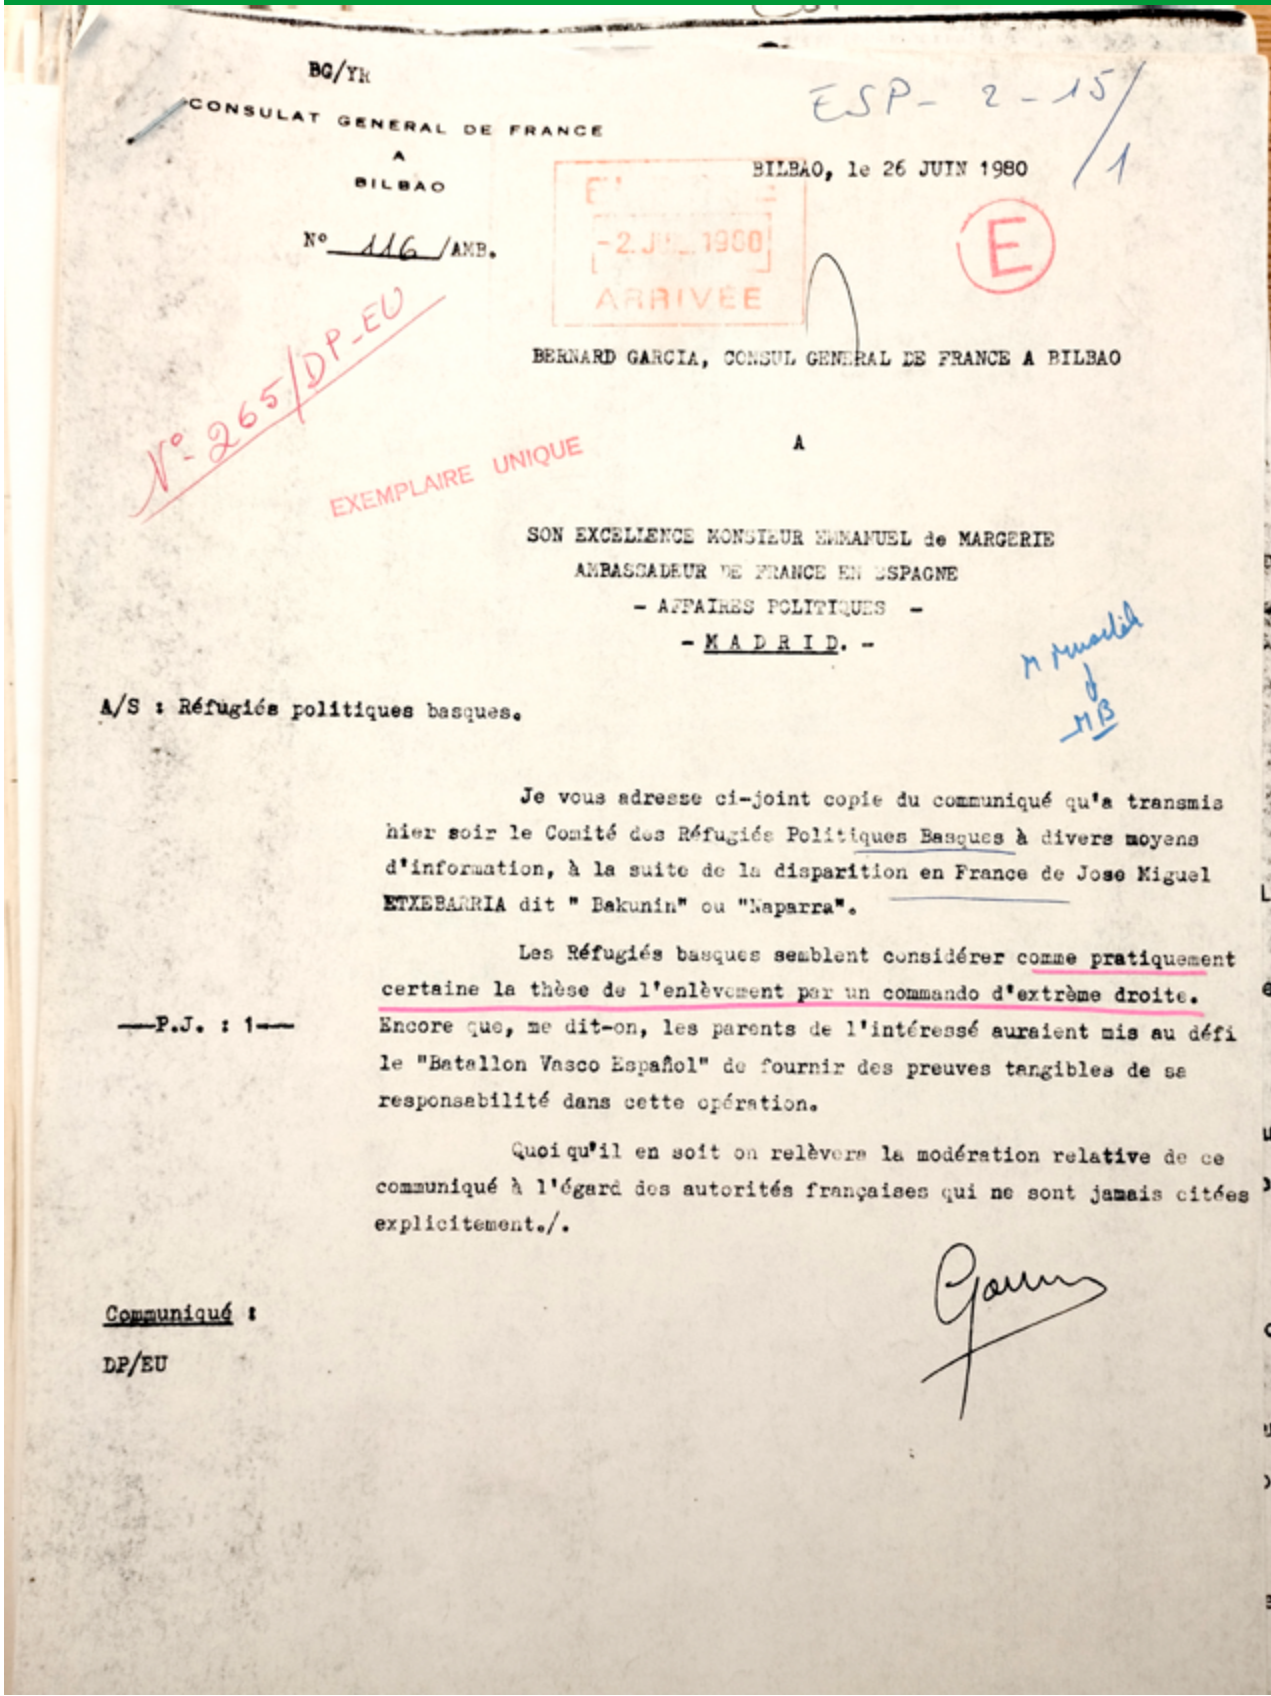 BG/YR
CONSULAT GENERAL DE FRANCE
A
BILBAO
N° 116 /AMB.
ESP- 2-15/1
BILBAO, le 26 JUIN 1980
-2. JUIL. 1980
ARRIVÉE
E
N° 265/DP-EU
EXEMPLAIRE UNIQUE
BERNARD GARCIA, CONSUL GENERAL DE FRANCE A BILBAO
A
SON EXCELLENCE MONSIEUR EMMANUEL de MARGERIE
AMBASSADEUR DE FRANCE EN ESPAGNE
- AFFAIRES POLITIQUES -
- MADRID. -
MB
A/S : Réfugiés politiques basques.
Je vous adresse ci-joint copie du communiqué qu'a transmis
hier soir le Comité des Réfugiés Politiques Basques à divers moyens
d'information, à la suite de la disparition en France de Jose Miguel
ETXEBARRIA dit " Bakunin" ou "Naparra".
Les Réfugiés basques semblent considérer comme pratiquement
certaine la thèse de l'enlèvement par un commando d'extrême droite.
—P.J. : 1—
Encore que, me dit-on, les parents de l'intéressé auraient mis au défi
le "Batallon Vasco Español" de fournir des preuves tangibles de sa
responsabilité dans cette opération.
Quoiqu'il en soit on relèvera la modération relative de ce
communiqué à l'égard des autorités françaises qui ne sont jamais citées
explicitement./.
Communiqué :
DP/EU